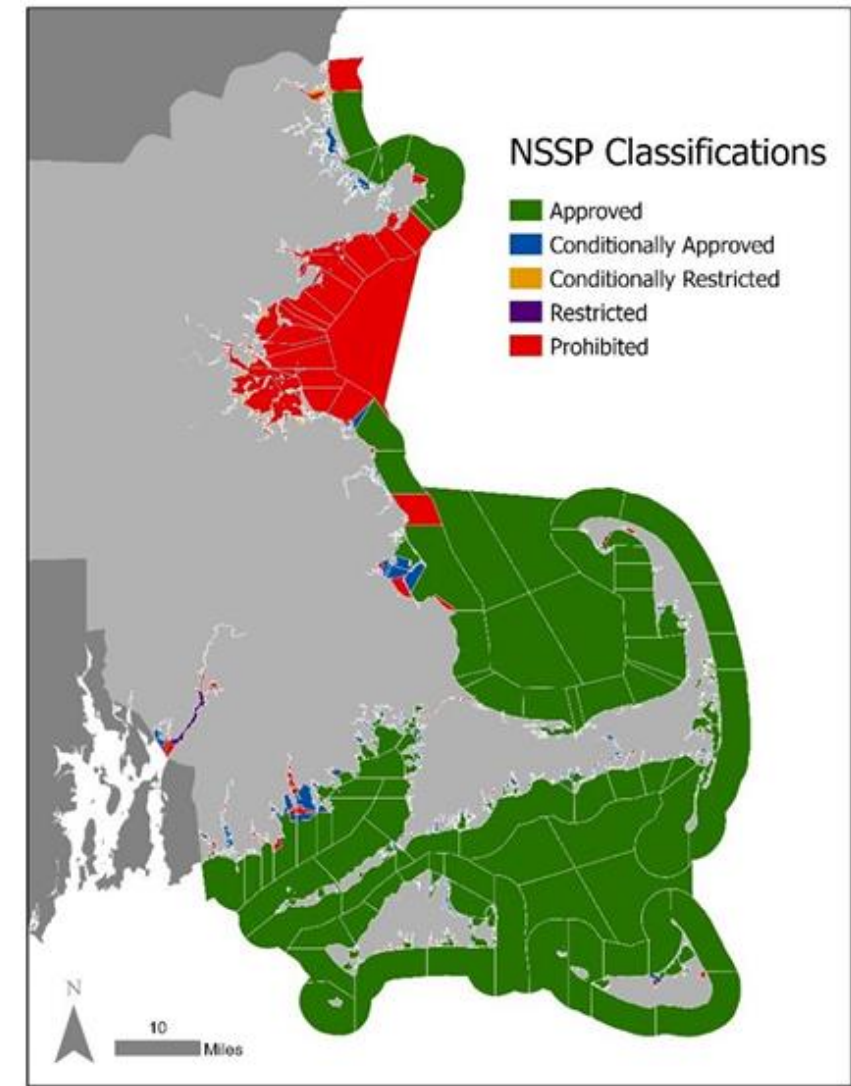 NSSP Classifications
Approved
Conditionally Approved
Conditionally Restricted
Restricted
Prohibited
N
10
Miles